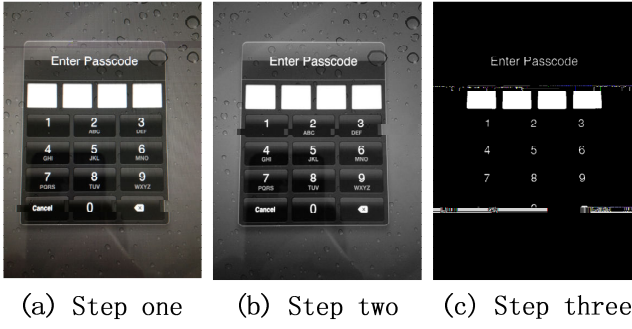 Enter Passcode
1 2 3
ABC DEF
4 5 6
GHI JKL MNO
7 8 9
PQRS TUV WXYZ
Cancel 0
(a) Step one
Enter Passcode
1 2 3
ABC DEF
4 5 6
GHI JKL MNO
7 8 9
PQRS TUV WXYZ
Cancel 0
(b) Step two
Enter Passcode
1 2 3
4 5 6
7 8 9
(c) Step three